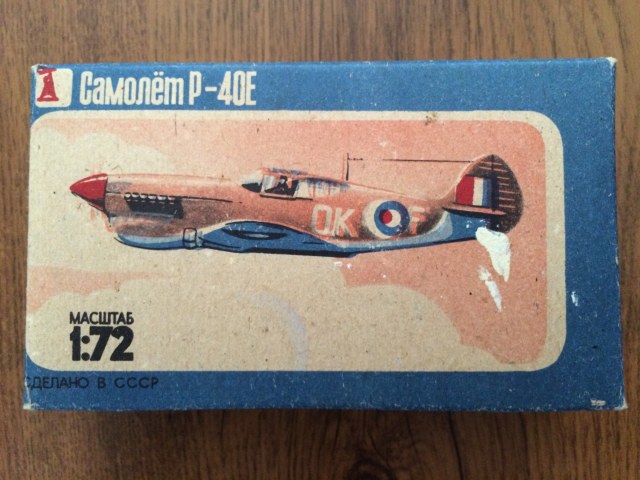 Самолёт Р-40Е
OK F
МАСШТАБ
1:72
СДЕЛАНО В СССР